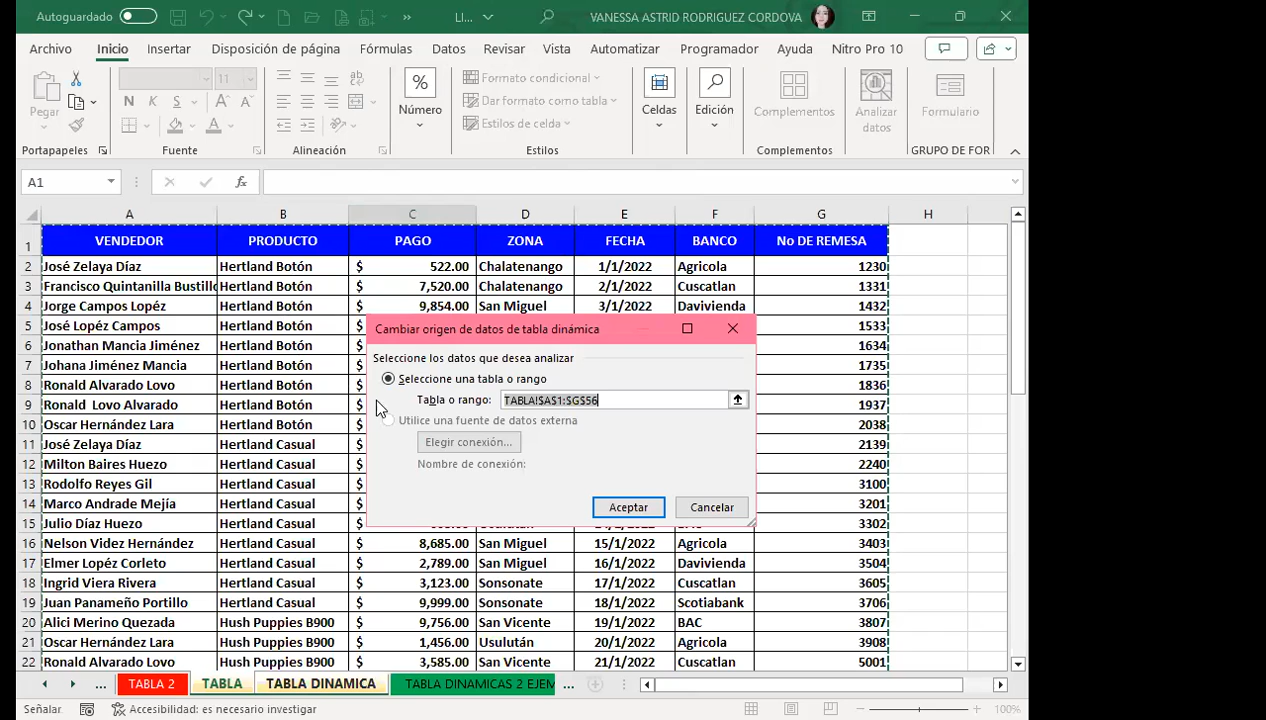 Autoguardado LI... VANESSA ASTRID RODRIGUEZ CORDOVA
Archivo Inicio Insertar Disposición de página Fórmulas Datos Revisar Vista Automatizar Programador Ayuda Nitro Pro 10
Pegar
11
N K S A A
Número
Formato condicional
Dar formato como tabla
Estilos de celda
Celdas
Edición
Complementos
Analizar datos
Formulario
Portapapeles Fuente Alineación Estilos Complementos GRUPO DE FOR
A1 fx
A B C D E F G H
1 VENDEDOR PRODUCTO PAGO ZONA FECHA BANCO No DE REMESA
2 José Zelaya Díaz Hertland Botón $ 522.00 Chalatenango 1/1/2022 Agricola 1230
3 Francisco Quintanilla Bustillo Hertland Botón $ 7,520.00 Chalatenango 2/1/2022 Cuscatlan 1331
4 Jorge Campos Lopéz Hertland Botón $ 9,854.00 San Miguel 3/1/2022 Davivienda 1432
5 José Lopéz Campos Hertland Botón $ 1533
6 Jonathan Mancia Jiménez Hertland Botón $ 1634
7 Johana Jiménez Mancia Hertland Botón $ 1735
8 Ronald Alvarado Lovo Hertland Botón $ 1836
9 Ronald Lovo Alvarado Hertland Botón $ 1937
10 Oscar Hernández Lara Hertland Botón $ 2038
11 José Zelaya Díaz Hertland Casual $ 2139
12 Milton Baires Huezo Hertland Casual $ 2240
13 Rodolfo Reyes Gil Hertland Casual $ 3100
14 Marco Andrade Mejía Hertland Casual $ 3201
15 Julio Díaz Huezo Hertland Casual $ 3302
16 Nelson Videz Hernández Hertland Casual $ 8,685.00 San Miguel 15/1/2022 Agricola 3403
17 Elmer Lopéz Corleto Hertland Casual $ 2,789.00 San Miguel 16/1/2022 Davivienda 3504
18 Ingrid Viera Rivera Hertland Casual $ 3,123.00 Sonsonate 17/1/2022 Cuscatlan 3605
19 Juan Panameño Portillo Hertland Casual $ 9,999.00 Sonsonate 18/1/2022 Scotiabank 3706
20 Alici Merino Quezada Hush Puppies B900 $ 9,756.00 San Vicente 19/1/2022 BAC 3807
21 Oscar Hernández Lara Hush Puppies B900 $ 1,456.00 Usulután 20/1/2022 Agricola 3908
22 Ronald Alvarado Lovo Hush Puppies B900 $ 3,585.00 San Vicente 21/1/2022 Cuscatlan 5001
Cambiar origen de datos de tabla dinámica
Seleccione los datos que desea analizar
Seleccione una tabla o rango
Tabla o rango: TABLA!$A$1:$G$56
Utilice una fuente de datos externa
Elegir conexión...
Nombre de conexión:
Aceptar Cancelar
... TABLA 2 TABLA TABLA DINAMICA TABLA DINAMICAS 2 EJEM ...
Señalar Accesibilidad: es necesario investigar 100%